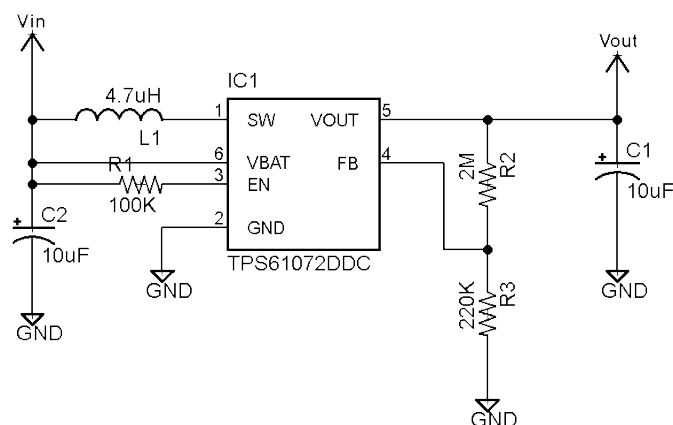 Vin
Vout
IC1
4.7uH
L1
1
SW
VOUT
5
6
VBAT
FB
4
R1
3
EN
100K
2
GND
TPS61072DDC
2M
R2
C1
+
10uF
C2
+
10uF
GND
GND
220K
R3
GND
GND